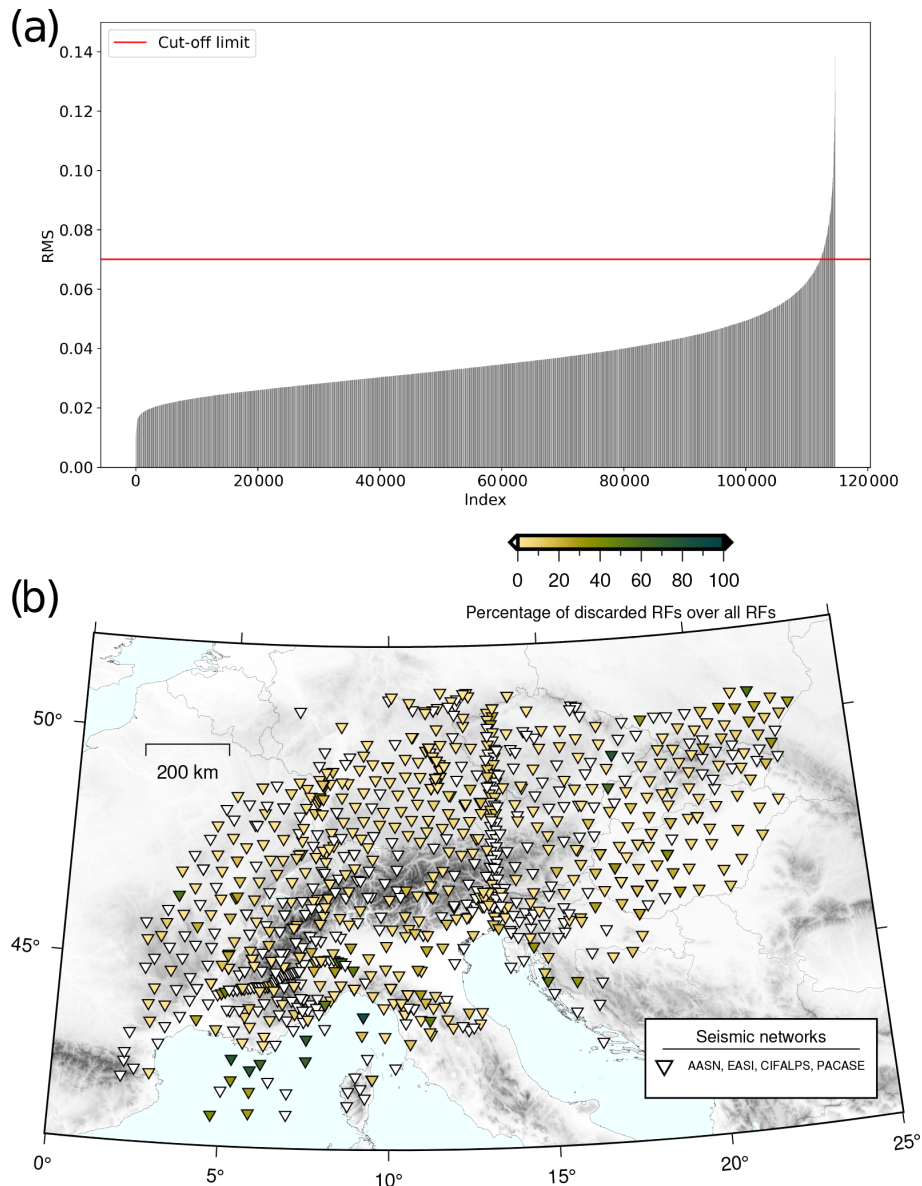 (a)
Cut-off limit
0.14
0.12
0.10
0.08
0.06
0.04
0.02
0.00
RMS
0 20000 40000 60000 80000 100000 120000
Index
0 20 40 60 80 100
Percentage of discarded RFs over all RFs
(b)
50°
45°
200 km
Seismic networks
AASN, EASI, CIFALPS, PACASE
0° 5° 10° 15° 20° 25°